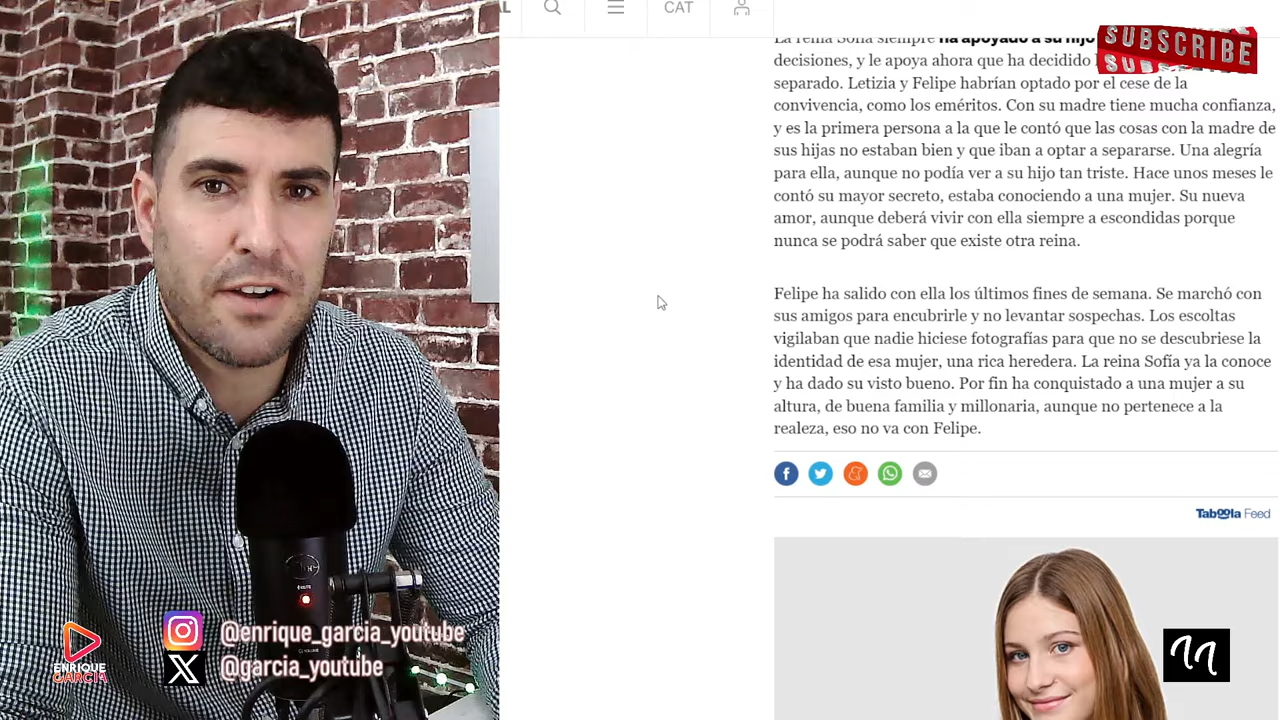 AL
CAT
SUBSCRIBE
La reina Sofía siempre ha apoyado a su hijo
decisiones, y le apoya ahora que ha decidido
separado. Letizia y Felipe habrían optado por el cese de la
convivencia, como los eméritos. Con su madre tiene mucha confianza,
y es la primera persona a la que le contó que las cosas con la madre de
sus hijas no estaban bien y que iban a optar a separarse. Una alegría
para ella, aunque no podía ver a su hijo tan triste. Hace unos meses le
contó su mayor secreto, estaba conociendo a una mujer. Su nueva
amor, aunque deberá vivir con ella siempre a escondidas porque
nunca se podrá saber que existe otra reina.
Felipe ha salido con ella los últimos fines de semana. Se marchó con
sus amigos para encubrirle y no levantar sospechas. Los escoltas
vigilaban que nadie hiciese fotografías para que no se descubriese la
identidad de esa mujer, una rica heredera. La reina Sofía ya la conoce
y ha dado su visto bueno. Por fin ha conquistado a una mujer a su
altura, de buena familia y millonaria, aunque no pertenece a la
realeza, eso no va con Felipe.
Taboola Feed
@enrique_garcia_youtube
@garcia_youtube
ENRIQUE
GARCIA